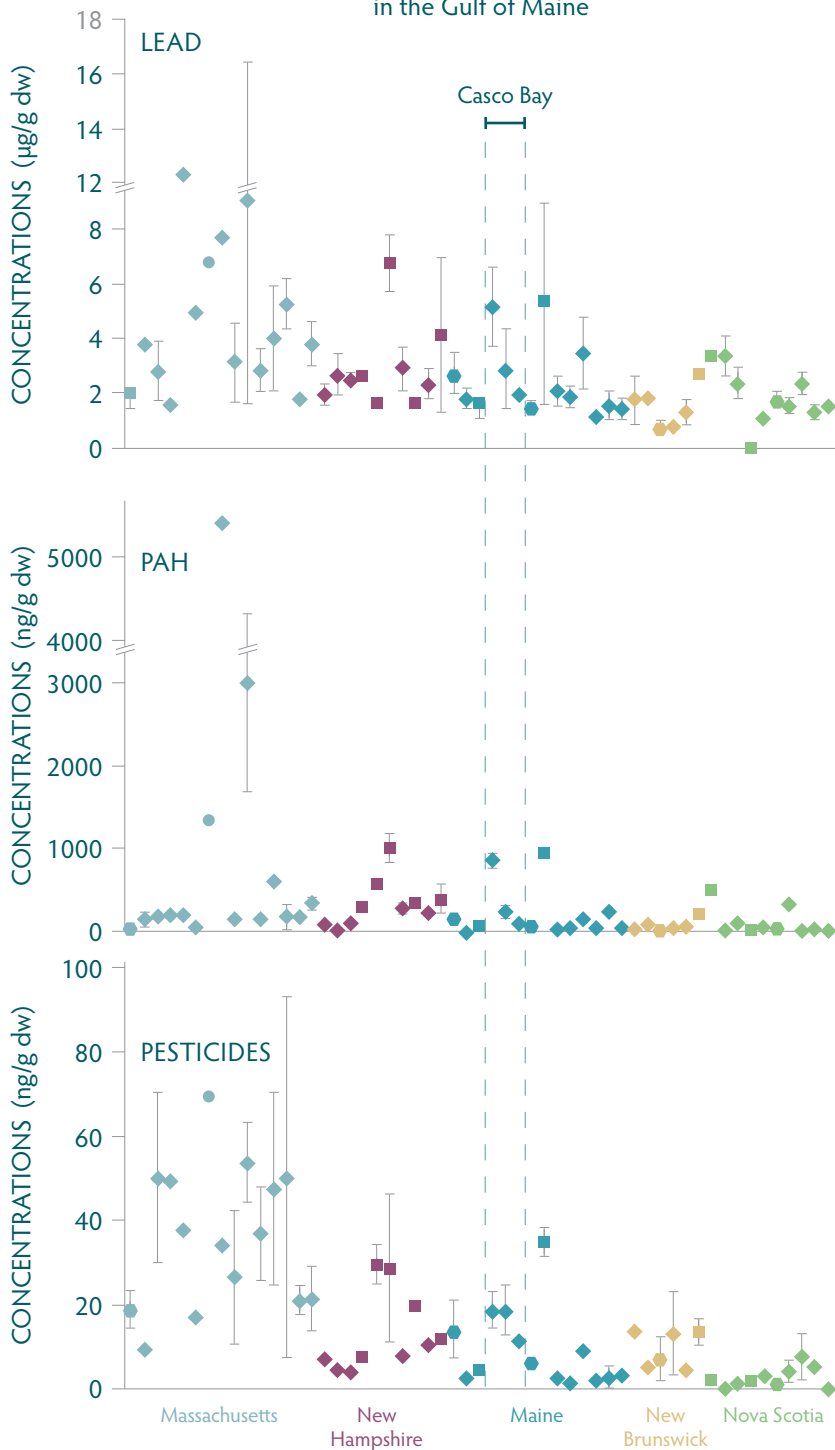 in the Gulf of Maine
18
LEAD
16
Casco Bay
14
12
8
6
4
2
0
CONCENTRATIONS (µg/g dw)
5000
PAH
4000
3000
2000
1000
0
CONCENTRATIONS (ng/g dw)
100
80
PESTICIDES
60
40
20
0
CONCENTRATIONS (ng/g dw)
Massachusetts
New
Hampshire
Maine
New
Brunswick
Nova Scotia